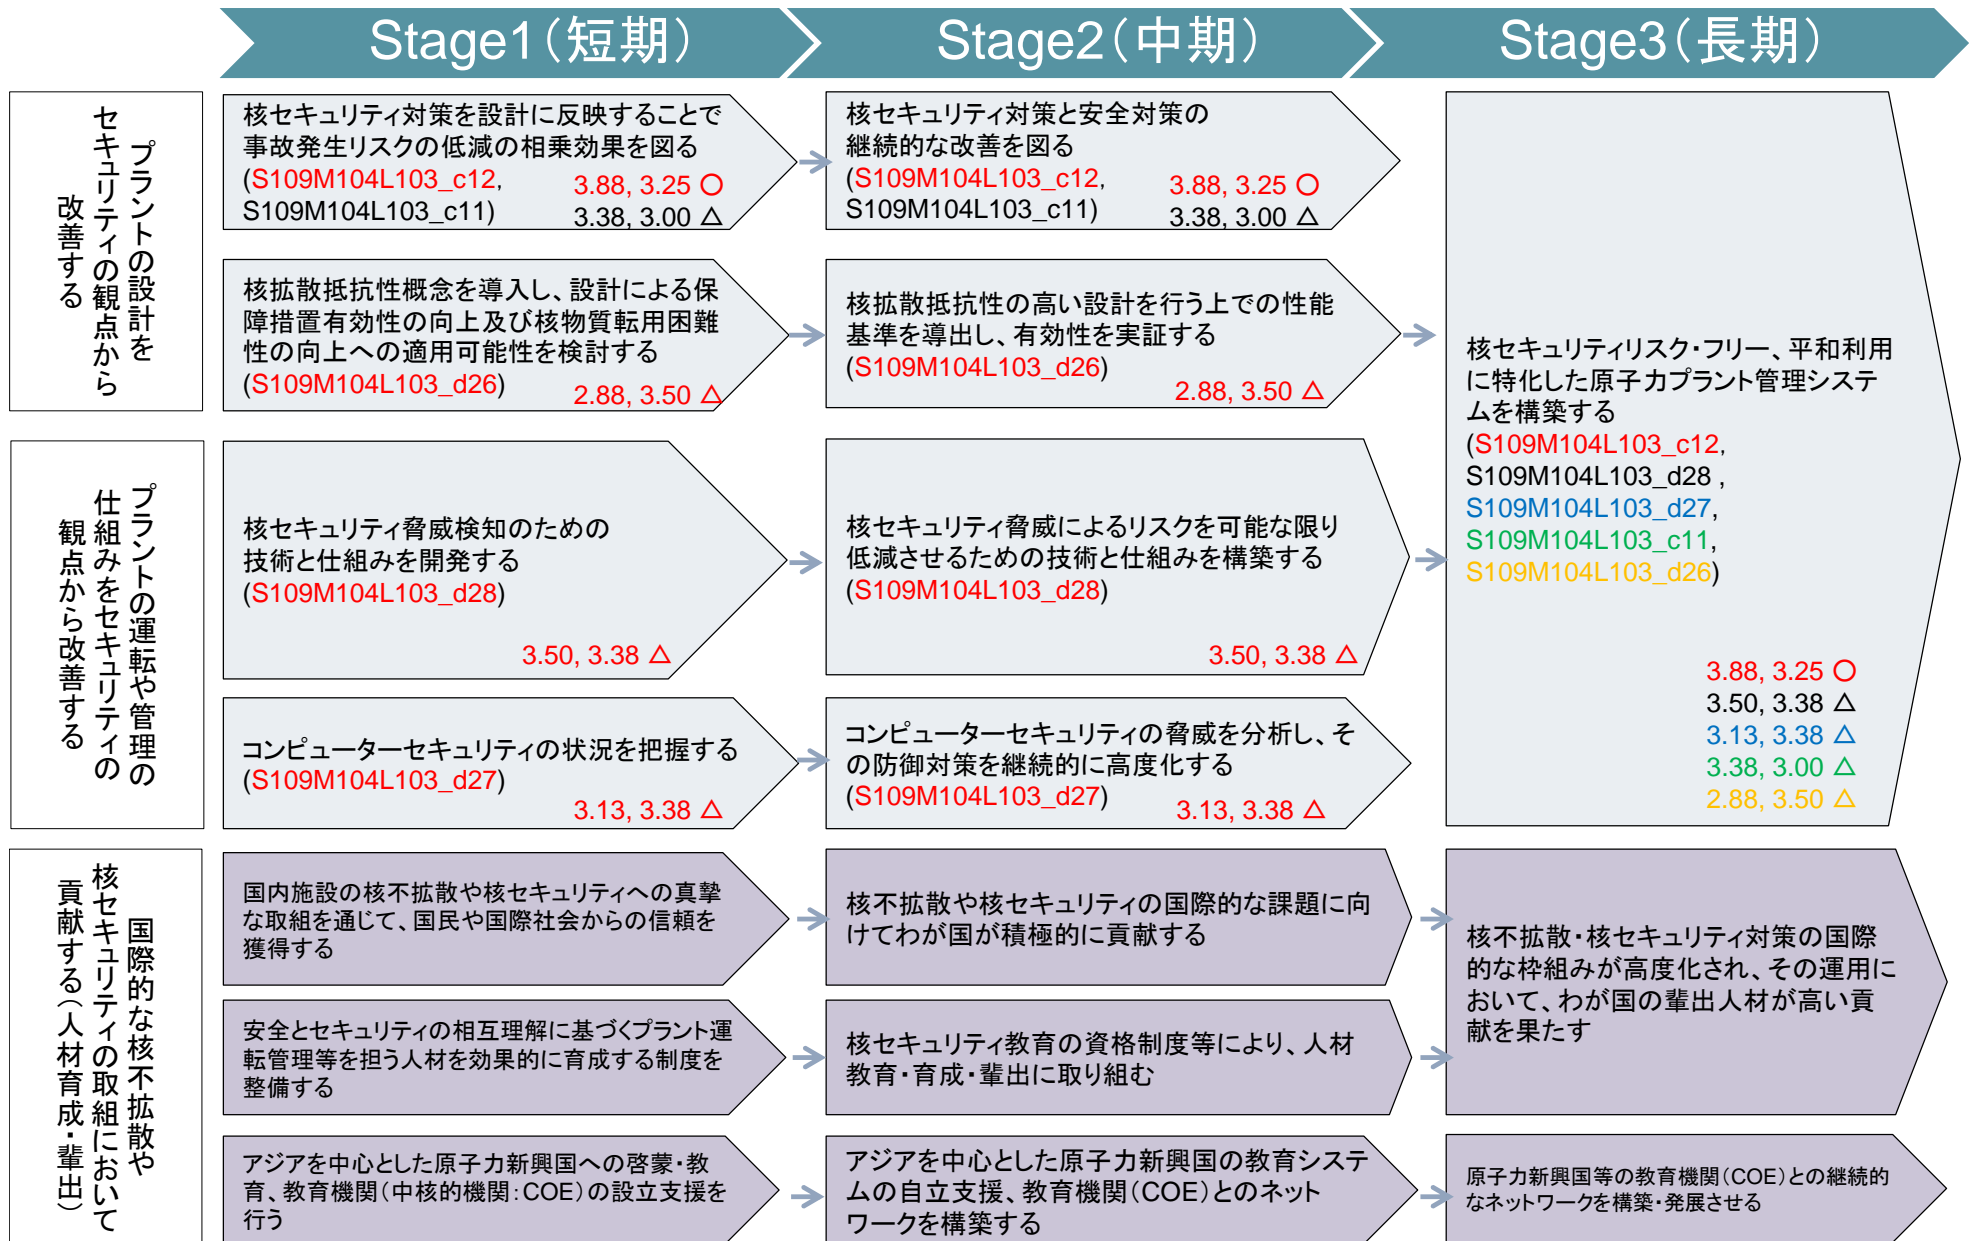 Stage1（短期）
Stage2（中期）
Stage3（長期）
プラントの設計を
セキュリティの観点から
改善する
核セキュリティ対策を設計に反映することで
事故発生リスクの低減の相乗効果を図る
(S109M104L103_c12,
S109M104L103_c11)
3.88, 3.25 〇
3.38, 3.00 △
核セキュリティ対策と安全対策の
継続的な改善を図る
(S109M104L103_c12,
S109M104L103_c11)
3.88, 3.25 〇
3.38, 3.00 △
核拡散抵抗性概念を導入し、設計による保
障措置有効性の向上及び核物質転用困難
性の向上への適用可能性を検討する
(S109M104L103_d26)
2.88, 3.50 △
核拡散抵抗性の高い設計を行う上での性能
基準を導出し、有効性を実証する
(S109M104L103_d26)
2.88, 3.50 △
核セキュリティリスク・フリー、平和利用
に特化した原子力プラント管理システ
ムを構築する
(S109M104L103_c12,
S109M104L103_d28 ,
S109M104L103_d27,
S109M104L103_c11,
S109M104L103_d26)
3.88, 3.25 〇
3.50, 3.38 △
3.13, 3.38 △
3.38, 3.00 △
2.88, 3.50 △
プラントの運転や管理の
仕組みをセキュリティの
観点から改善する
核セキュリティ脅威検知のための
技術と仕組みを開発する
(S109M104L103_d28)
3.50, 3.38 △
核セキュリティ脅威によるリスクを可能な限り
低減させるための技術と仕組みを構築する
(S109M104L103_d28)
3.50, 3.38 △
コンピューターセキュリティの状況を把握する
(S109M104L103_d27)
3.13, 3.38 △
コンピューターセキュリティの脅威を分析し、そ
の防御対策を継続的に高度化する
(S109M104L103_d27)
3.13, 3.38 △
国際的な核不拡散や
核セキュリティの取組において
貢献する（人材育成・輩出）
国内施設の核不拡散や核セキュリティへの真摯
な取組を通じて、国民や国際社会からの信頼を
獲得する
核不拡散や核セキュリティの国際的な課題に向
けてわが国が積極的に貢献する
核不拡散・核セキュリティ対策の国際
的な枠組みが高度化され、その運用に
おいて、わが国の輩出人材が高い貢
献を果たす
安全とセキュリティの相互理解に基づくプラント運
転管理等を担う人材を効果的に育成する制度を
整備する
核セキュリティ教育の資格制度等により、人材
教育・育成・輩出に取り組む
アジアを中心とした原子力新興国への啓蒙・教
育、教育機関（中核的機関：COE）の設立支援を
行う
アジアを中心とした原子力新興国の教育システ
ムの自立支援、教育機関（COE）とのネット
ワークを構築する
原子力新興国等の教育機関（COE）との継続的
なネットワークを構築・発展させる